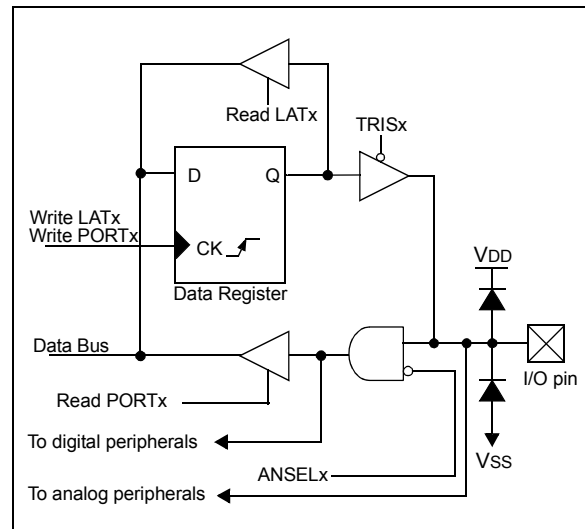 Read LATx
TRISx
D
Q
Write LATx
Write PORTx
CK
Data Register
VDD
Data Bus
I/O pin
Read PORTx
To digital peripherals
VSS
ANSELx
To analog peripherals